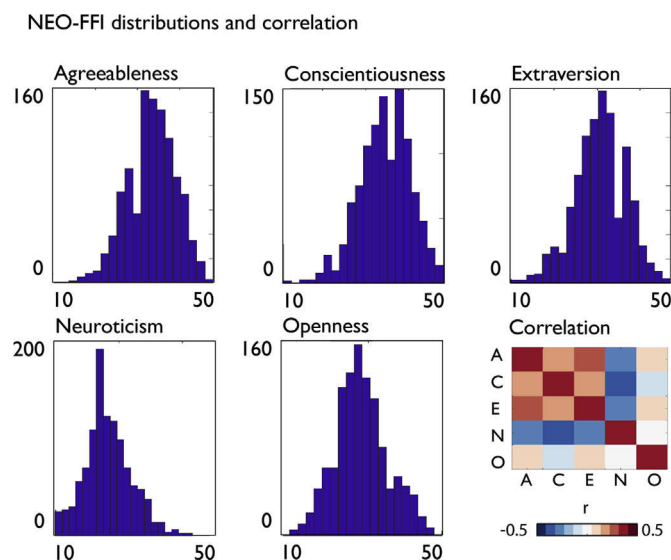 NEO-FFI distributions and correlation
Agreeableness
160
0
10 50
Conscientiousness
150
0
10 50
Extraversion
160
0
10 50
Neuroticism
200
0
10 50
Openness
160
0
10 50
Correlation
A
C
E
N
O
A C E N O
r
-0.5 0.5